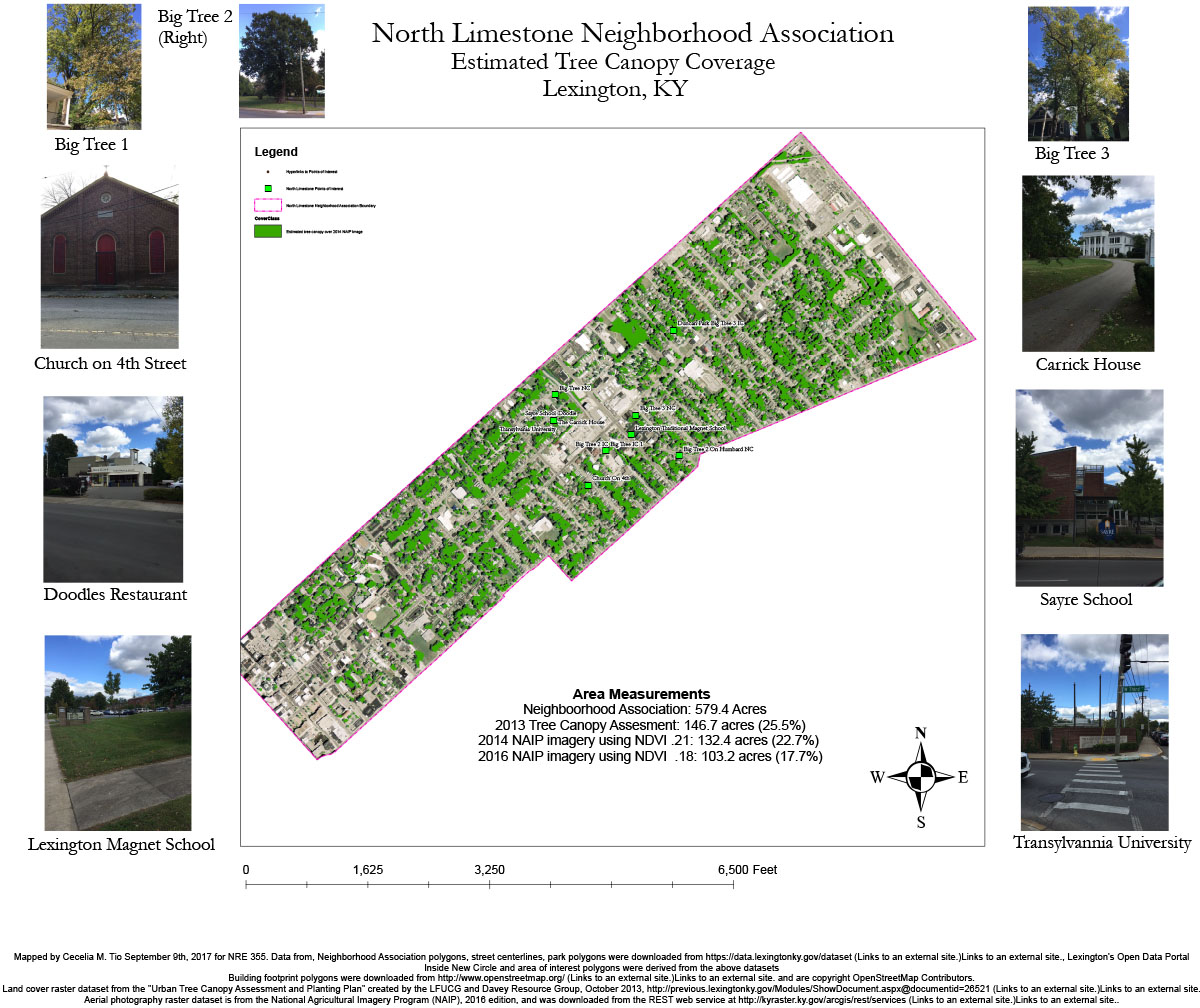 Big Tree 2
(Right)
North Limestone Neighborhood Association
Estimated Tree Canopy Coverage
Lexington, KY
Big Tree 1
Big Tree 3
Legend
Hyperlinks to Points of Interest
North Limestone Points of Interest
North Limestone Neighborhood Association Boundary
CoverClass
Estimated tree canopy over 2014 NAIP Image
Church on 4th Street
Carrick House
Doodles Restaurant
Sayre School
Lexington Magnet School
Transylvannia University
Duncan Park Big Tree 3 IC
Big Tree NC
Sayre School Doodle
The Carrick House
Transylvania University
Big Tree 3 NC
Lexington Traditional Magnet School
Big Tree 2 IC Big Tree IC 1
Big Tree 2 On Humbard NC
Church On 4th
SAYRE
Area Measurements
Neighboorhood Association: 579.4 Acres
2013 Tree Canopy Assesment: 146.7 acres (25.5%)
2014 NAIP imagery using NDVI .21: 132.4 acres (22.7%)
2016 NAIP imagery using NDVI .18: 103.2 acres (17.7%)
N
W E
S
0 1,625 3,250 6,500 Feet
Mapped by Cecelia M. Tio September 9th, 2017 for NRE 355. Data from, Neighborhood Association polygons, street centerlines, park polygons were downloaded from https://data.lexingtonky.gov/dataset (Links to an external site.)Links to an external site., Lexington's Open Data Portal
Inside New Circle and area of interest polygons were derived from the above datasets
Building footprint polygons were downloaded from http://www.openstreetmap.org/ (Links to an external site.)Links to an external site. and are copyright OpenStreetMap Contributors.
Land cover raster dataset from the "Urban Tree Canopy Assessment and Planting Plan" created by the LFUCG and Davey Resource Group, October 2013, http://previous.lexingtonky.gov/Modules/ShowDocument.aspx@documentid=26521 (Links to an external site.)Links to an external site.
Aerial photography raster dataset is from the National Agricultural Imagery Program (NAIP), 2016 edition, and was downloaded from the REST web service at http://kyraster.ky.gov/arcgis/rest/services (Links to an external site.)Links to an external site..